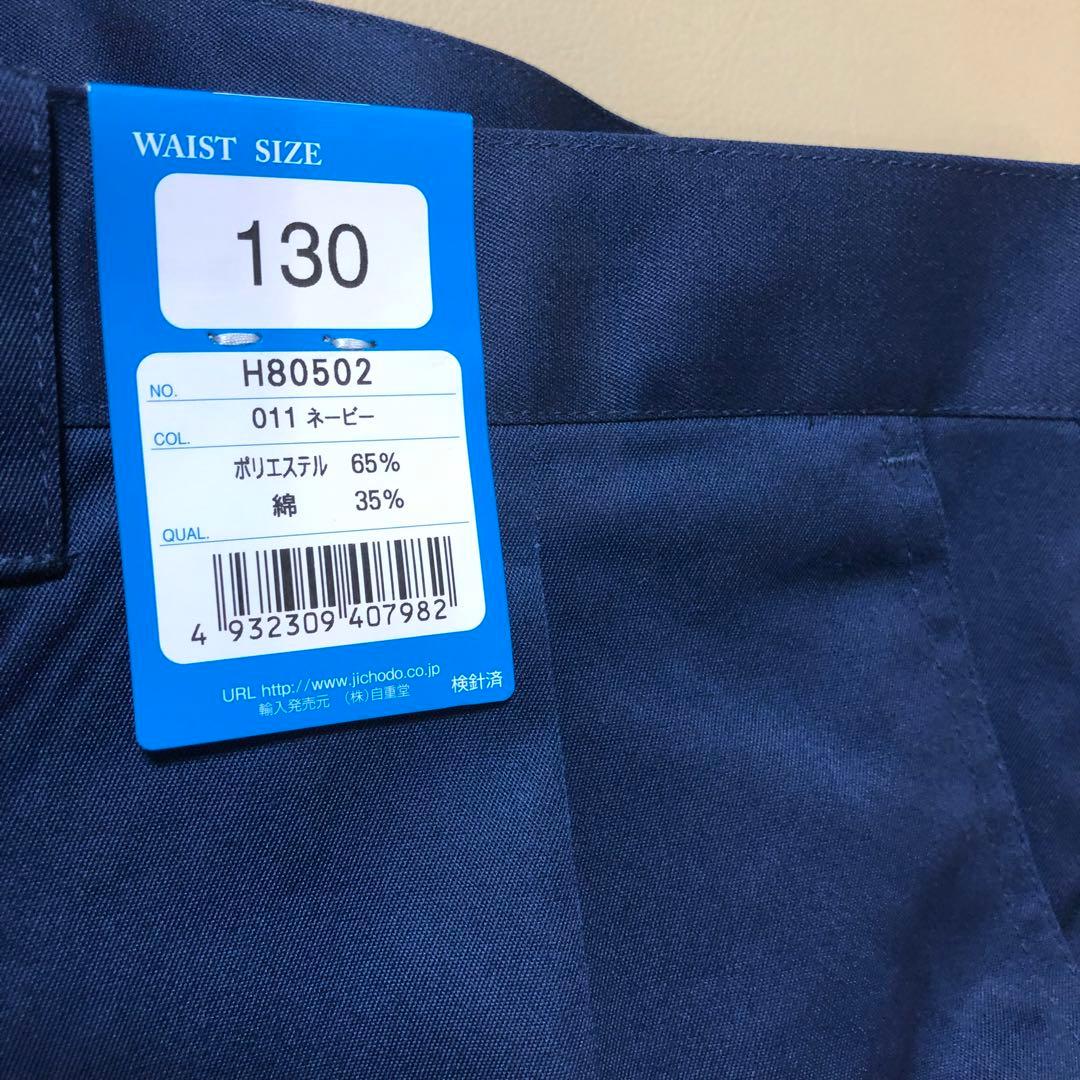 WAIST SIZE
130
NO. H80502
COL. 011 ネービー
ポリエステル 65%
綿 35%
QUAL.
4 932309 407982
URL http://www.jichodo.co.jp
輸入発売元 (株)自重堂 検針済